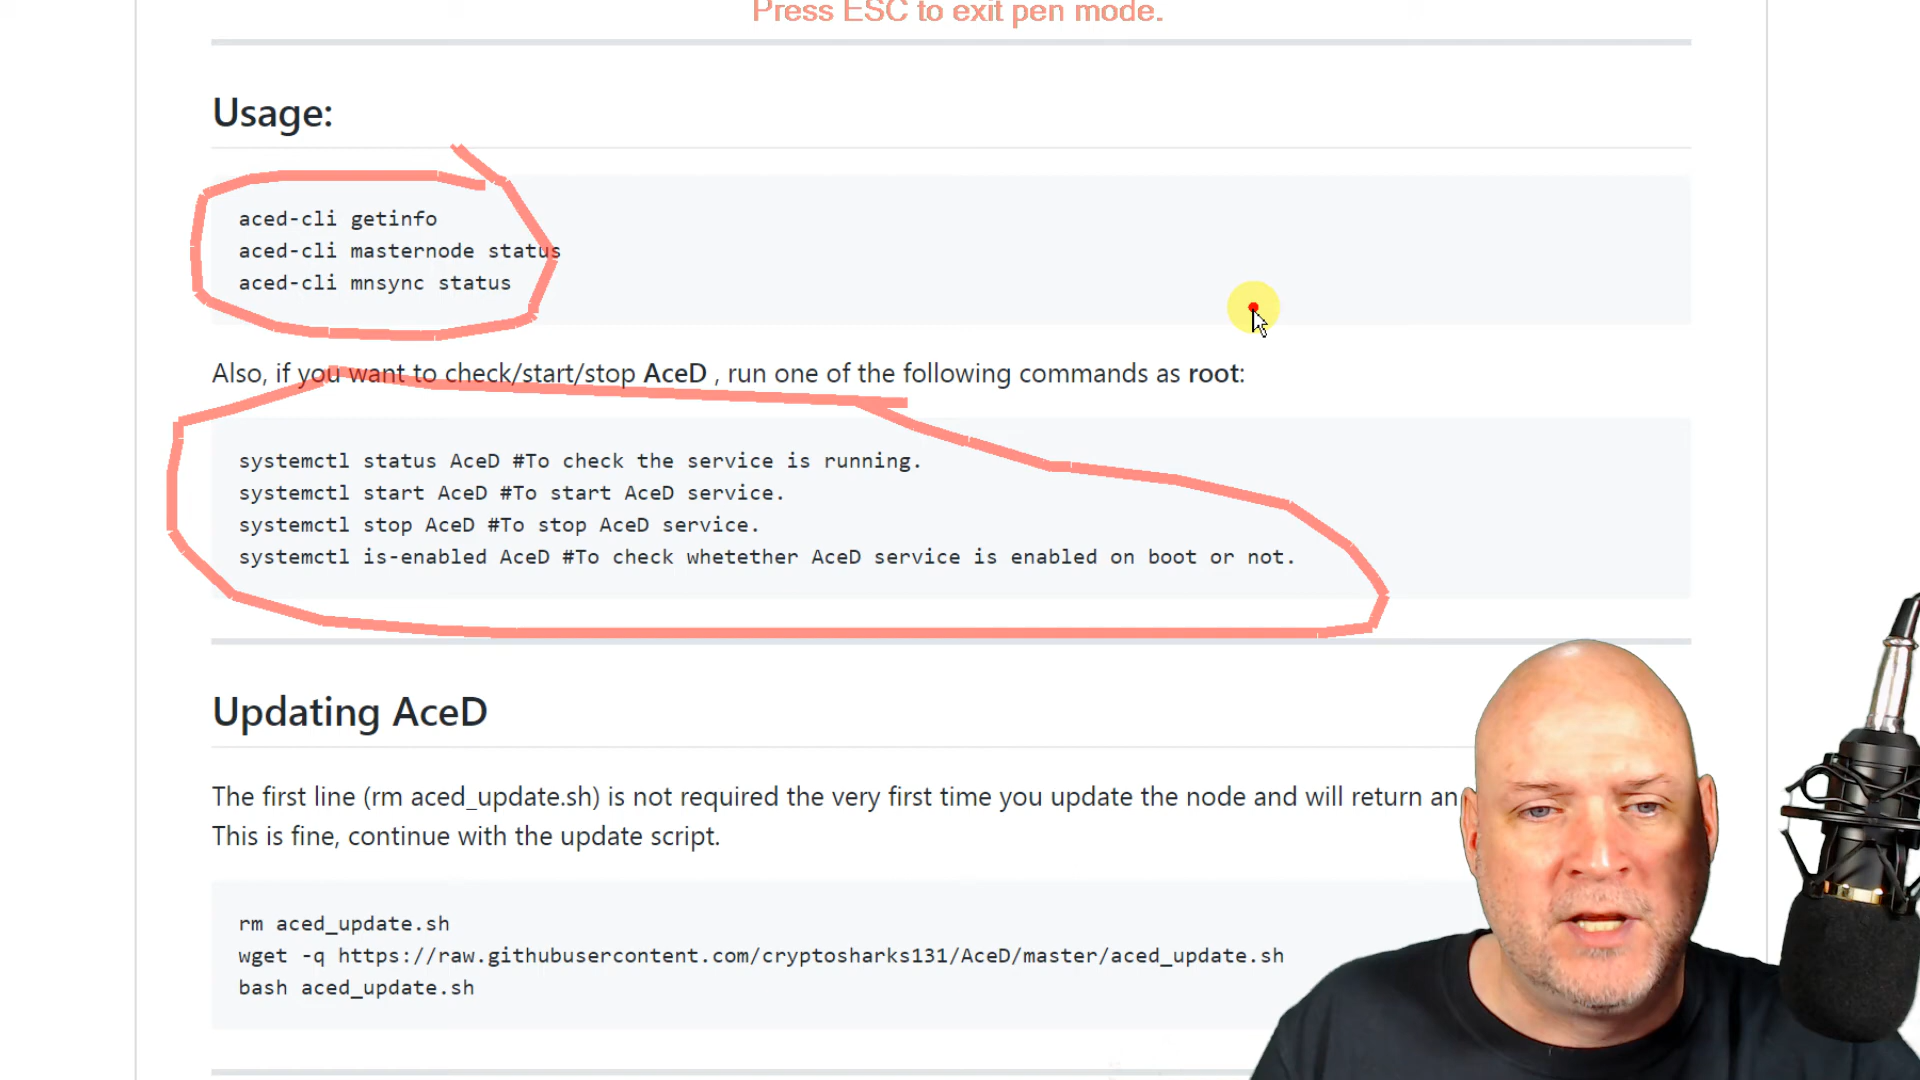 Press ESC to exit pen mode.
Usage:
aced-cli getinfo
aced-cli masternode status
aced-cli mnsync status
Also, if you want to check/start/stop AceD , run one of the following commands as root:
systemctl status AceD #To check the service is running.
systemctl start AceD #To start AceD service.
systemctl stop AceD #To stop AceD service.
systemctl is-enabled AceD #To check whetether AceD service is enabled on boot or not.
Updating AceD
The first line (rm aced_update.sh) is not required the very first time you update the node and will return an
This is fine, continue with the update script.
rm aced_update.sh
wget -q https://raw.githubusercontent.com/cryptosharks131/AceD/master/aced_update.sh
bash aced_update.sh